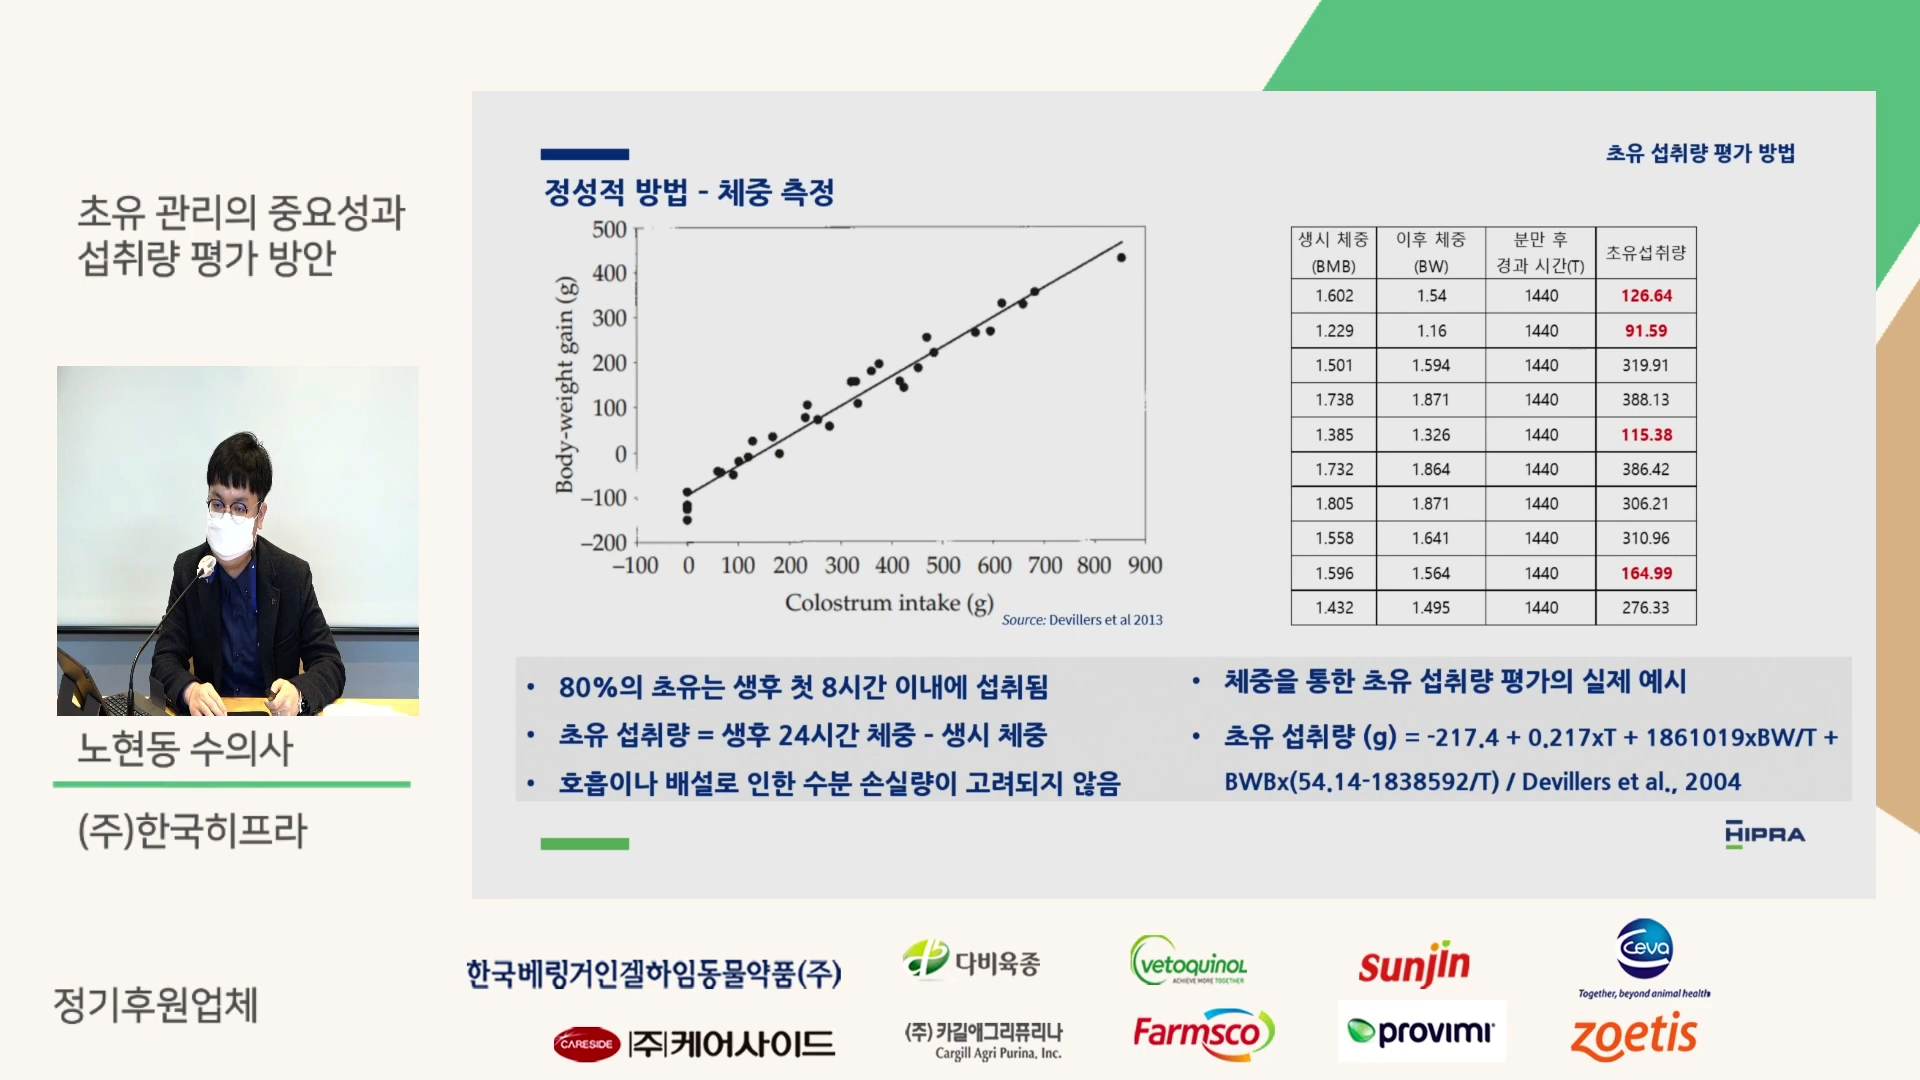 초유 관리의 중요성과
섭취량 평가 방안
노현동 수의사
(주)한국히프라
정기후원업체
초유 섭취량 평가 방법
정성적 방법 - 체중 측정
Body-weight gain (g)
500
400
300
200
100
0
−100
−200
−100 0 100 200 300 400 500 600 700 800 900
Colostrum intake (g)
Source: Devillers et al 2013
생시 체중 (BMB) 이후 체중 (BW) 분만 후 경과 시간(T) 초유섭취량
1.602 1.54 1440 126.64
1.229 1.16 1440 91.59
1.501 1.594 1440 319.91
1.738 1.871 1440 388.13
1.385 1.326 1440 115.38
1.732 1.864 1440 386.42
1.805 1.871 1440 306.21
1.558 1.641 1440 310.96
1.596 1.564 1440 164.99
1.432 1.495 1440 276.33
• 80%의 초유는 생후 첫 8시간 이내에 섭취됨
• 초유 섭취량 = 생후 24시간 체중 - 생시 체중
• 호흡이나 배설로 인한 수분 손실량이 고려되지 않음
• 체중을 통한 초유 섭취량 평가의 실제 예시
• 초유 섭취량 (g) = -217.4 + 0.217xT + 1861019xBW/T +
BWBx(54.14-1838592/T) / Devillers et al., 2004
HIPRA
한국베링거인겔하임동물약품(주)
다비육종
vetoquinol
ACHIEVE MORE TOGETHER
sunjin
ceva
Together, beyond animal health
CARESIDE (주)케어사이드
(주) 카길애그리퓨리나
Cargill Agri Purina, Inc.
Farmsco
provimi
zoetis